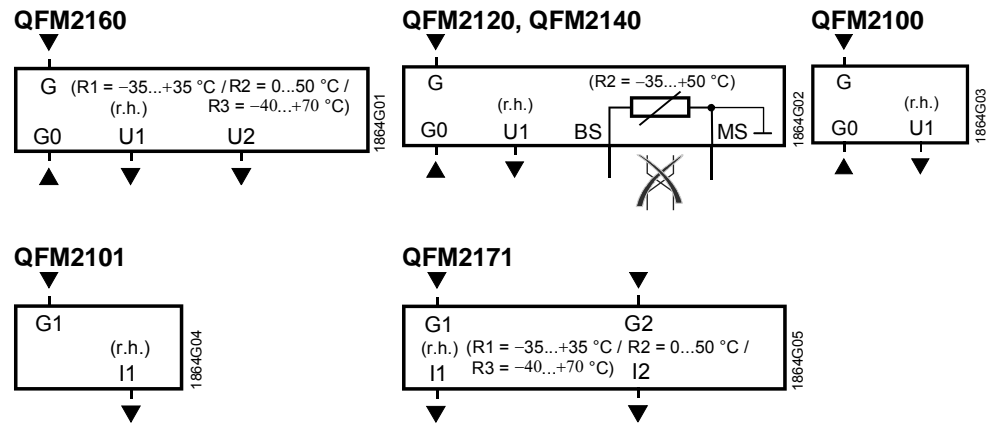 QFM2160
G (R1 = −35...+35 °C / R2 = 0...50 °C /
(r.h.) R3 = −40...+70 °C)
G0 U1 U2
1864G01
QFM2120, QFM2140
G (R2 = −35...+50 °C)
(r.h.)
G0 U1 BS MS
1864G02
QFM2100
G
(r.h.)
G0 U1
1864G03
QFM2101
G1
(r.h.)
I1
1864G04
QFM2171
G1 G2
(r.h.) (R1 = −35...+35 °C / R2 = 0...50 °C /
I1 R3 = −40...+70 °C) I2
1864G05